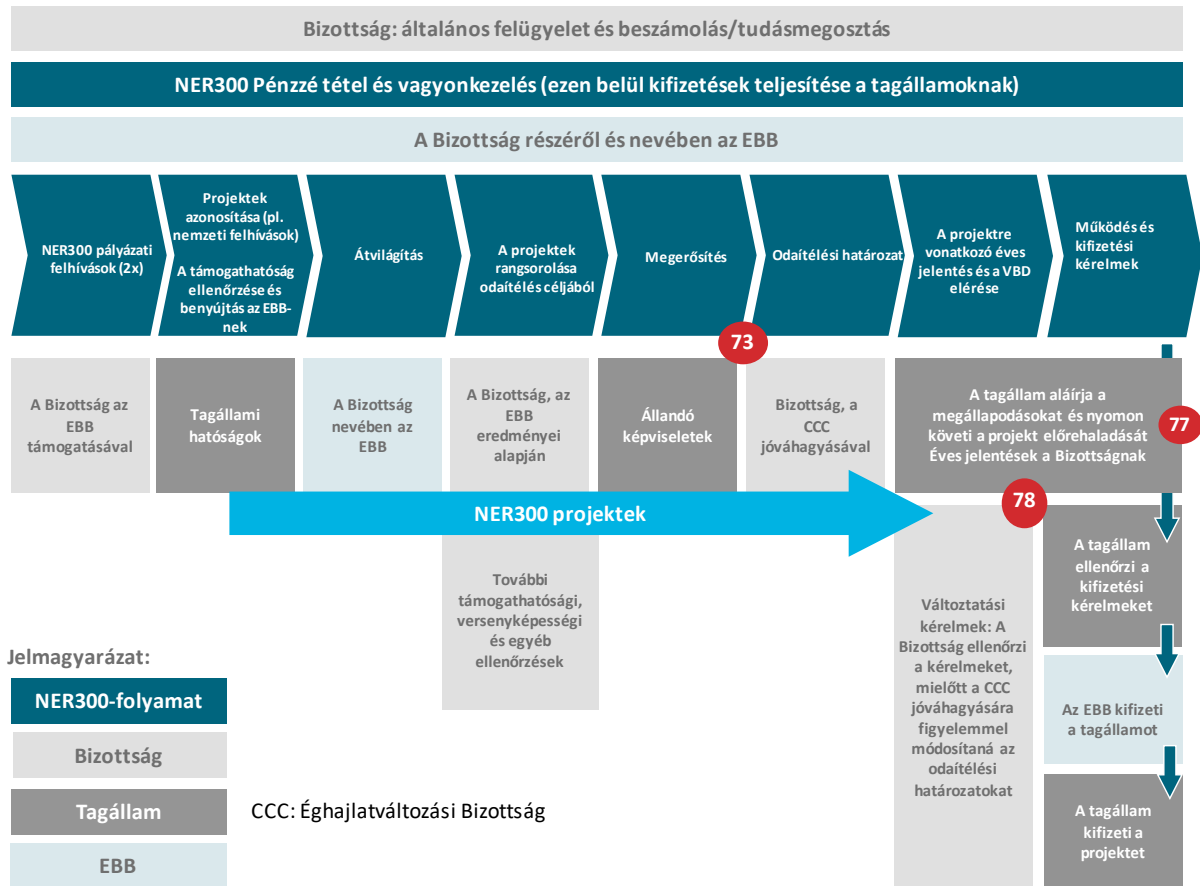 Bizottság: általános felügyelet és beszámolás/tudásmegosztás
NER300 Pénzzé tétel és vagyonkezelés (ezen belül kifizetések teljesítése a tagállamoknak)
A Bizottság részéről és nevében az EBB
NER300 pályázati
felhívások (2x)
Projektek
azonosítása (pl.
nemzeti felhívások)
A támogathatóság
ellenőrzése és
benyújtás az EBB-
nek
Átvilágítás
A projektek
rangsorolása
odaítélés céljából
Megerősítés
Odaítélési határozat
A projektre
vonatkozó éves
jelentés és a VBD
elérése
Működés és
kifizetési
kérelmek
73
A Bizottság az
EBB
támogatásával
Tagállami
hatóságok
A Bizottság
nevében az
EBB
A Bizottság, az
EBB
eredményei
alapján
Állandó
képviseletek
Bizottság, a
CCC
jóváhagyásával
A tagállam aláírja a
megállapodásokat és nyomon
követi a projekt előrehaladását
Éves jelentések a Bizottságnak
77
78
NER300 projektek
További
támogathatósági,
versenyképességi
és egyéb
ellenőrzések
Változtatási
kérelmek: A
Bizottság ellenőrzi
a kérelmeket,
mielőtt a CCC
jóváhagyására
figyelemmel
módosítaná az
odaítélési
határozatokat
A tagállam
ellenőrzi a
kifizetési
kérelmeket
Az EBB kifizeti
a tagállamot
A tagállam
kifizeti a
projektet
Jelmagyarázat:
NER300-folyamat
Bizottság
Tagállam
EBB
CCC: Éghajlatváltozási Bizottság